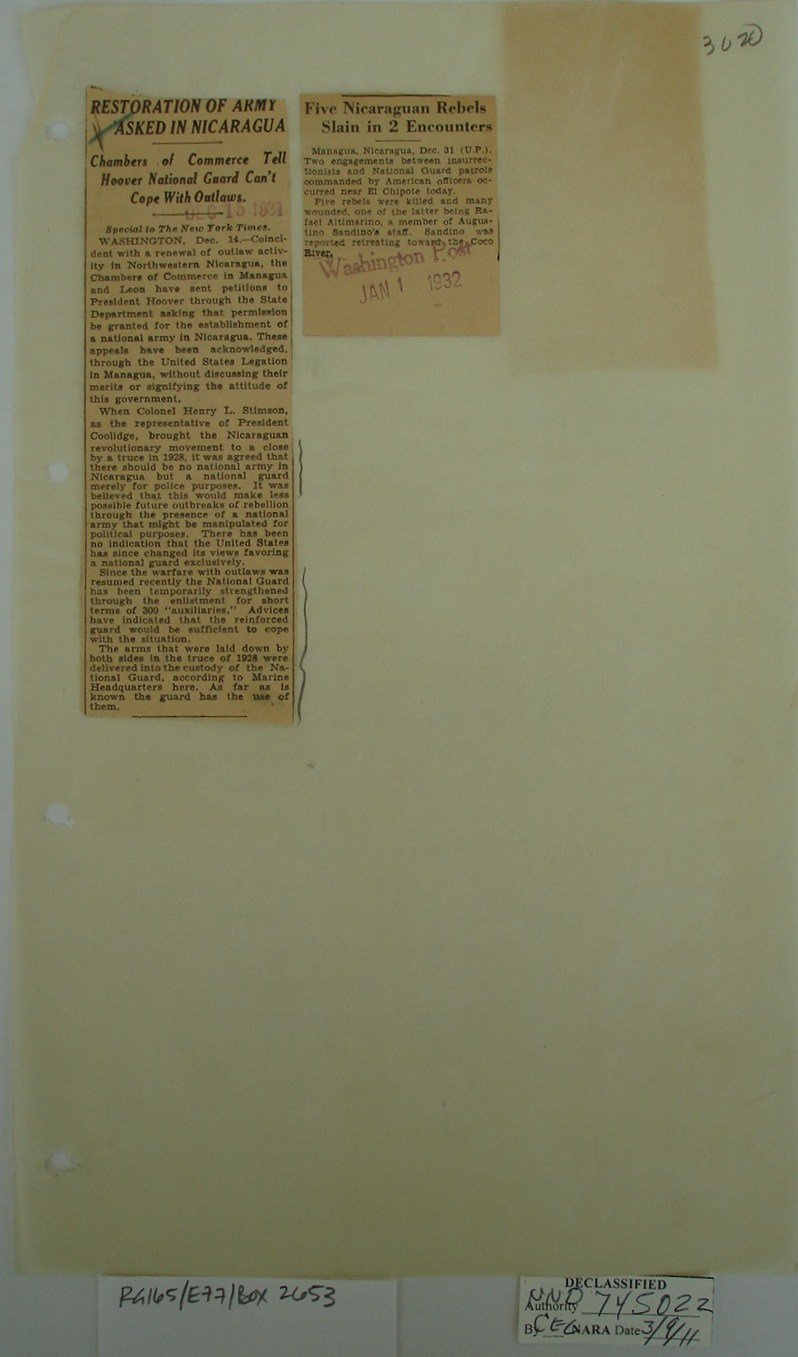 3020
RESTORATION OF ARMY
ASKED IN NICARAGUA
Chambers of Commerce Tell
Hoover National Guard Can't
Cope With Outlaws.
DEC 15 1931
Special to The New York Times.
WASHINGTON, Dec. 14.—Coinci-
dent with a renewal of outlaw activ-
ity in Northwestern Nicaragua, the
Chambers of Commerce in Managua
and Leon have sent petitions to
President Hoover through the State
Department asking that permission
be granted for the establishment of
a national army in Nicaragua. These
appeals have been acknowledged,
through the United States Legation
in Managua, without discussing their
merits or signifying the attitude of
this government.
When Colonel Henry L. Stimson,
as the representative of President
Coolidge, brought the Nicaraguan
revolutionary movement to a close
by a truce in 1928, it was agreed that
there should be no national army in
Nicaragua but a national guard
merely for police purposes. It was
believed that this would make less
possible future outbreaks of rebellion
through the presence of a national
army that might be manipulated for
political purposes. There has been
no indication that the United States
has since changed its views favoring
a national guard exclusively.
Since the warfare with outlaws was
resumed recently the National Guard
has been temporarily strengthened
through the enlistment for short
terms of 300 "auxiliaries." Advices
have indicated that the reinforced
guard would be sufficient to cope
with the situation.
The arms that were laid down by
both sides in the truce of 1928 were
delivered into the custody of the Na-
tional Guard, according to Marine
Headquarters here. As far as is
known the guard has the use of
them.
Five Nicaraguan Rebels
Slain in 2 Encounters
Managua, Nicaragua, Dec. 31 (U.P.).
Two engagements between insurrec-
tionists and National Guard patrols
commanded by American officers oc-
curred near El Chipote today.
Five rebels were killed and many
wounded, one of the latter being Ra-
fael Altimarino, a member of Augus-
tino Sandino's staff. Sandino was
reported retreating toward the Coco
River.
Washington Post
JAN 1 1932
RG165/E77/BOX 2653
DECLASSIFIED
Authority NND 745022
By CEG NARA Date 3/9/11